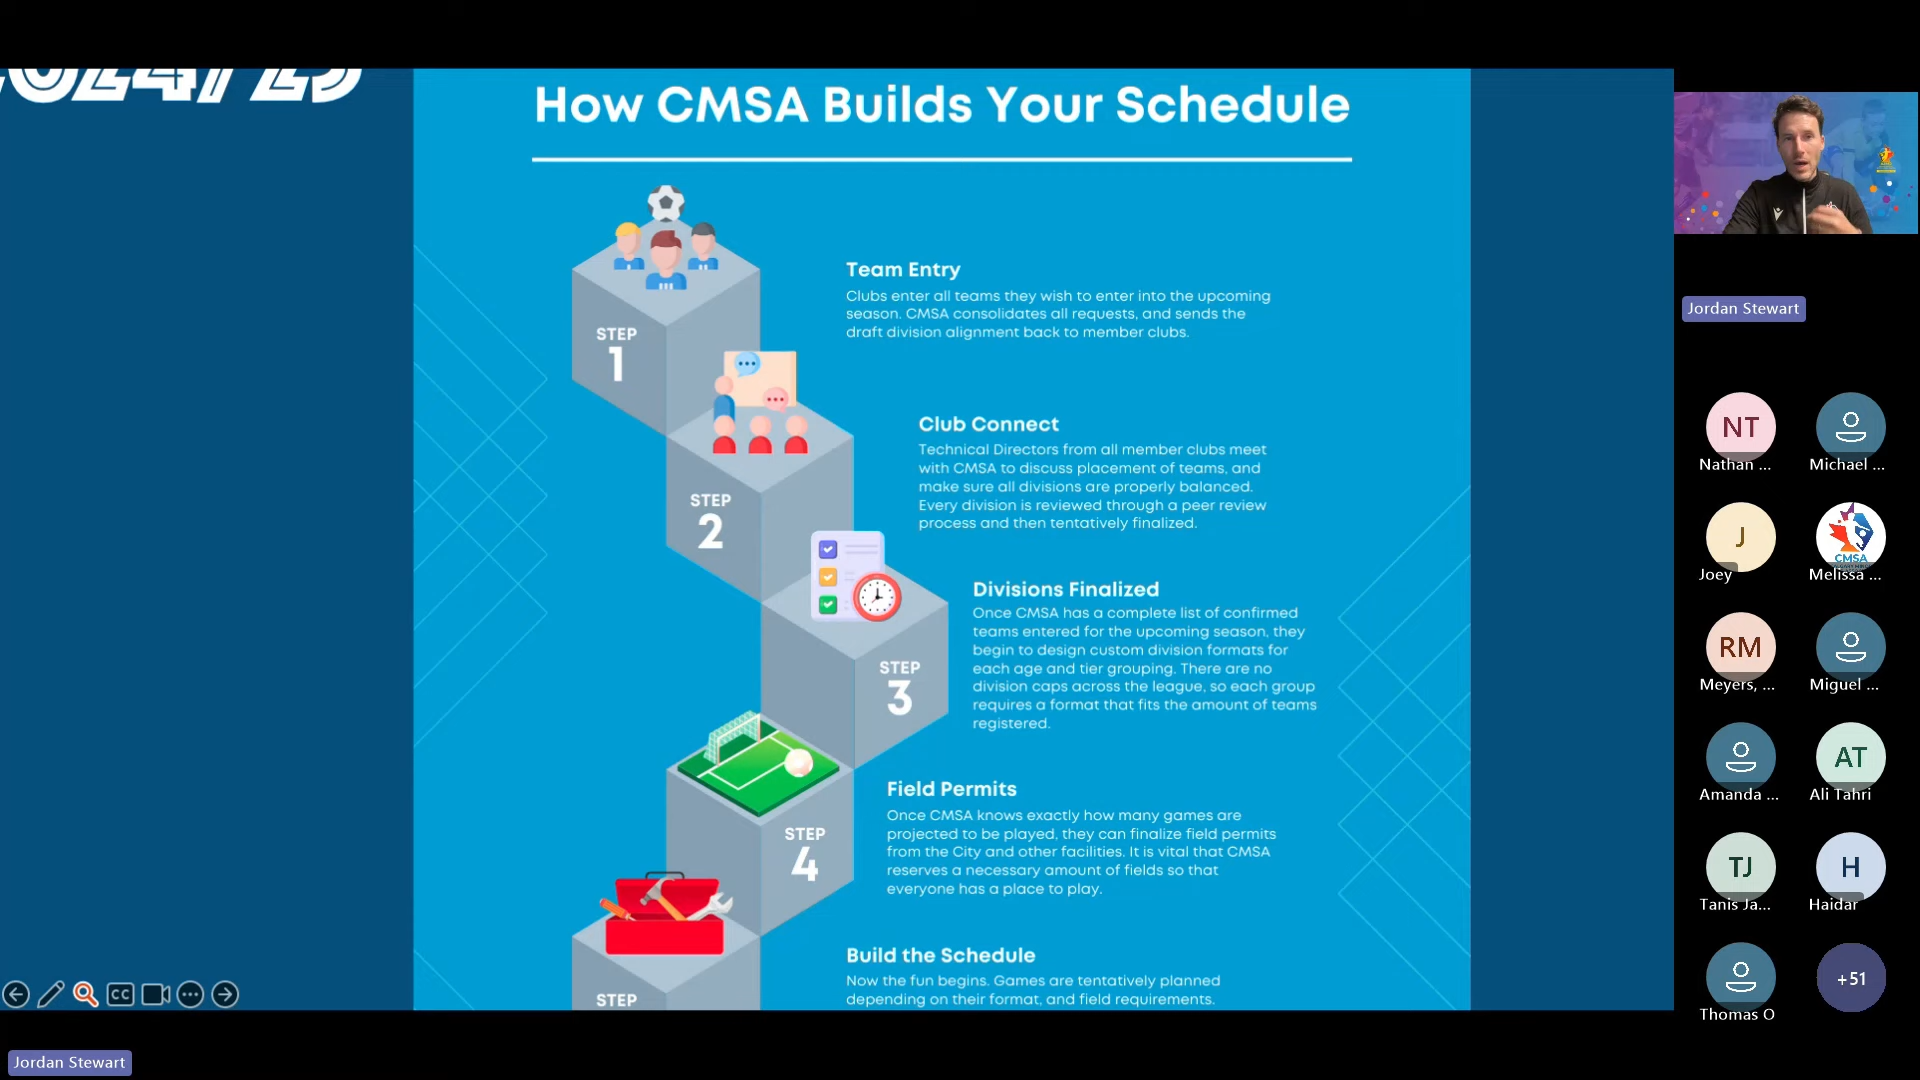 2024/25
How CMSA Builds Your Schedule
STEP
1
Team Entry
Clubs enter all teams they wish to enter into the upcoming
season. CMSA consolidates all requests, and sends the
draft division alignment back to member clubs.
STEP
2
Club Connect
Technical Directors from all member clubs meet
with CMSA to discuss placement of teams, and
make sure all divisions are properly balanced.
Every division is reviewed through a peer review
process and then tentatively finalized.
STEP
3
Divisions Finalized
Once CMSA has a complete list of confirmed
teams entered for the upcoming season, they
begin to design custom division formats for
each age and tier grouping. There are no
division caps across the league, so each group
requires a format that fits the amount of teams
registered.
STEP
4
Field Permits
Once CMSA knows exactly how many games are
projected to be played, they can finalize field permits
from the City and other facilities. It is vital that CMSA
reserves a necessary amount of fields so that
everyone has a place to play.
STEP
Build the Schedule
Now the fun begins. Games are tentatively planned
depending on their format, and field requirements.
CC
Jordan Stewart
Jordan Stewart
NT
Nathan ...
Michael ...
J
Joey
CMSA
Melissa ...
RM
Meyers, ...
Miguel ...
Amanda ...
AT
Ali Tahri
TJ
Tanis Ja...
H
Haidar
Thomas O
+51